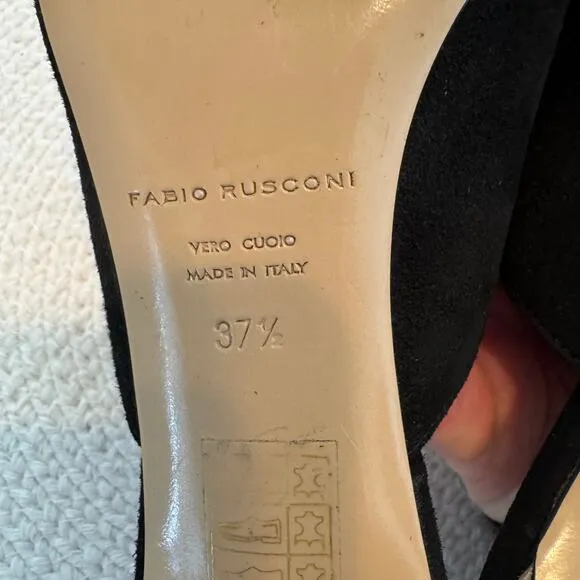 FABIO RUSCONI
VERO CUOIO
MADE IN ITALY
37½